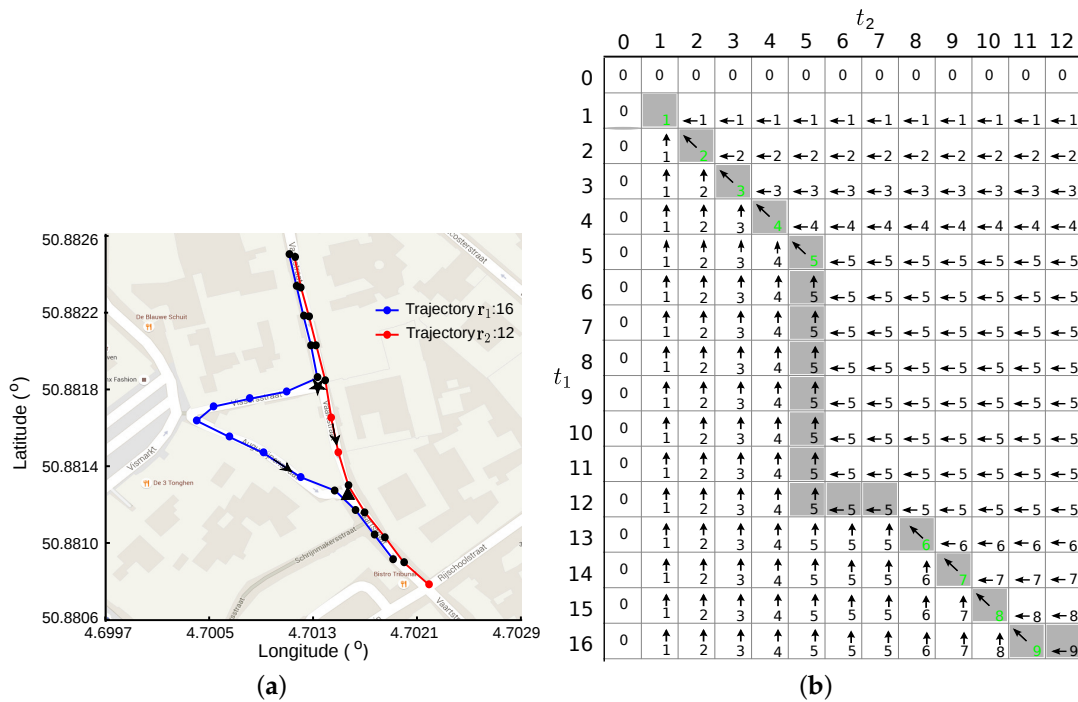 50.8826
50.8822
50.8818
50.8814
50.8810
50.8806
Latitude (°)
4.6997 4.7005 4.7013 4.7021 4.7029
Longitude (°)
Trajectory r₁:16
Trajectory r₂:12
De Blauwe Schuit
Fashion
Vismarkt
De 3 Tonghen
Schrijnmakersstraat
Bistro Tribunal
Rijschoolstraat
(a)
t₂
0 1 2 3 4 5 6 7 8 9 10 11 12
t₁
0 0 0 0 0 0 0 0 0 0 0 0 0 0
1 0 1 ←1 ←1 ←1 ←1 ←1 ←1 ←1 ←1 ←1 ←1 ←1
2 0 ↑1 ↖2 ←2 ←2 ←2 ←2 ←2 ←2 ←2 ←2 ←2 ←2
3 0 ↑1 ↑2 ↖3 ←3 ←3 ←3 ←3 ←3 ←3 ←3 ←3 ←3
4 0 ↑1 ↑2 ↑3 ↖4 ←4 ←4 ←4 ←4 ←4 ←4 ←4 ←4
5 0 ↑1 ↑2 ↑3 ↑4 ↖5 ←5 ←5 ←5 ←5 ←5 ←5 ←5
6 0 ↑1 ↑2 ↑3 ↑4 ↑5 ←5 ←5 ←5 ←5 ←5 ←5 ←5
7 0 ↑1 ↑2 ↑3 ↑4 ↑5 ←5 ←5 ←5 ←5 ←5 ←5 ←5
8 0 ↑1 ↑2 ↑3 ↑4 ↑5 ←5 ←5 ←5 ←5 ←5 ←5 ←5
9 0 ↑1 ↑2 ↑3 ↑4 ↑5 ←5 ←5 ←5 ←5 ←5 ←5 ←5
10 0 ↑1 ↑2 ↑3 ↑4 ↑5 ←5 ←5 ←5 ←5 ←5 ←5 ←5
11 0 ↑1 ↑2 ↑3 ↑4 ↑5 ←5 ←5 ←5 ←5 ←5 ←5 ←5
12 0 ↑1 ↑2 ↑3 ↑4 ↑5 ←5 ←5 ←5 ←5 ←5 ←5 ←5
13 0 ↑1 ↑2 ↑3 ↑4 ↑5 ↑5 ↑5 ↖6 ←6 ←6 ←6 ←6
14 0 ↑1 ↑2 ↑3 ↑4 ↑5 ↑5 ↑5 ↑6 ↖7 ←7 ←7 ←7
15 0 ↑1 ↑2 ↑3 ↑4 ↑5 ↑5 ↑5 ↑6 ↑7 ↖8 ←8 ←8
16 0 ↑1 ↑2 ↑3 ↑4 ↑5 ↑5 ↑5 ↑6 ↑7 ↑8 ↖9 ←9
(b)